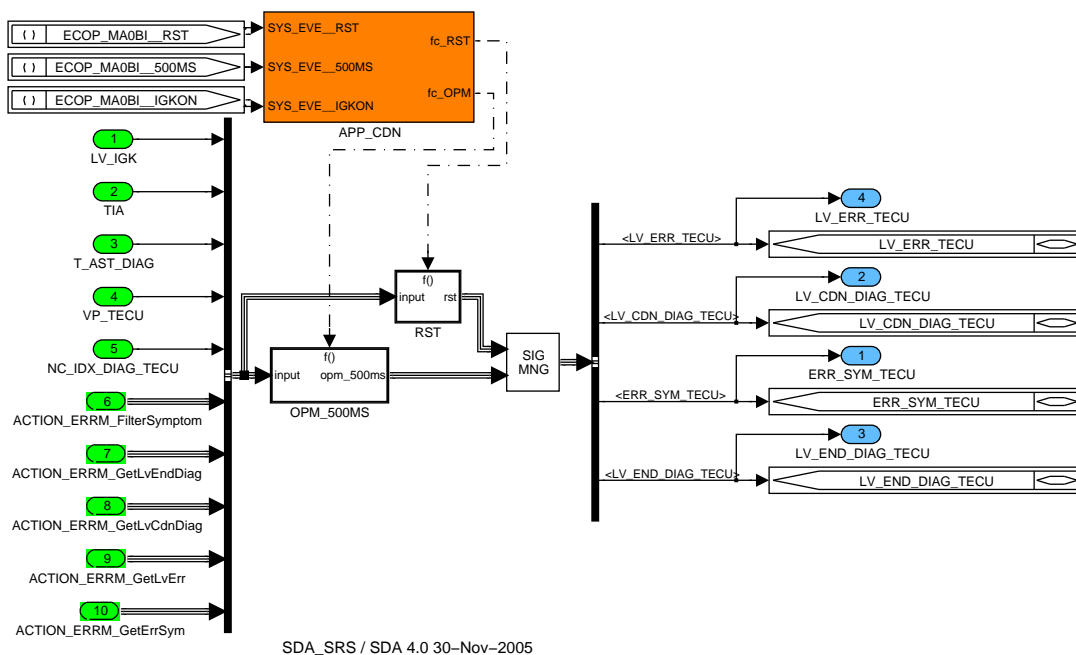 ECOP_MA0BI__RST
ECOP_MA0BI__500MS
ECOP_MA0BI__IGKON
( )
( )
( )
SYS_EVE__RST
SYS_EVE__500MS
SYS_EVE__IGKON
fc_RST
fc_OPM
APP_CDN
1
LV_IGK
2
TIA
3
T_AST_DIAG
4
VP_TECU
5
NC_IDX_DIAG_TECU
6
ACTION_ERRM_FilterSymptom
7
ACTION_ERRM_GetLvEndDiag
8
ACTION_ERRM_GetLvCdnDiag
9
ACTION_ERRM_GetLvErr
10
ACTION_ERRM_GetErrSym
f()
input rst
RST
f()
input opm_500ms
OPM_500MS
SIG
MNG
<LV_ERR_TECU>
<LV_CDN_DIAG_TECU>
<ERR_SYM_TECU>
<LV_END_DIAG_TECU>
4
LV_ERR_TECU
LV_ERR_TECU
2
LV_CDN_DIAG_TECU
LV_CDN_DIAG_TECU
1
ERR_SYM_TECU
ERR_SYM_TECU
3
LV_END_DIAG_TECU
LV_END_DIAG_TECU
SDA_SRS / SDA 4.0 30−Nov−2005